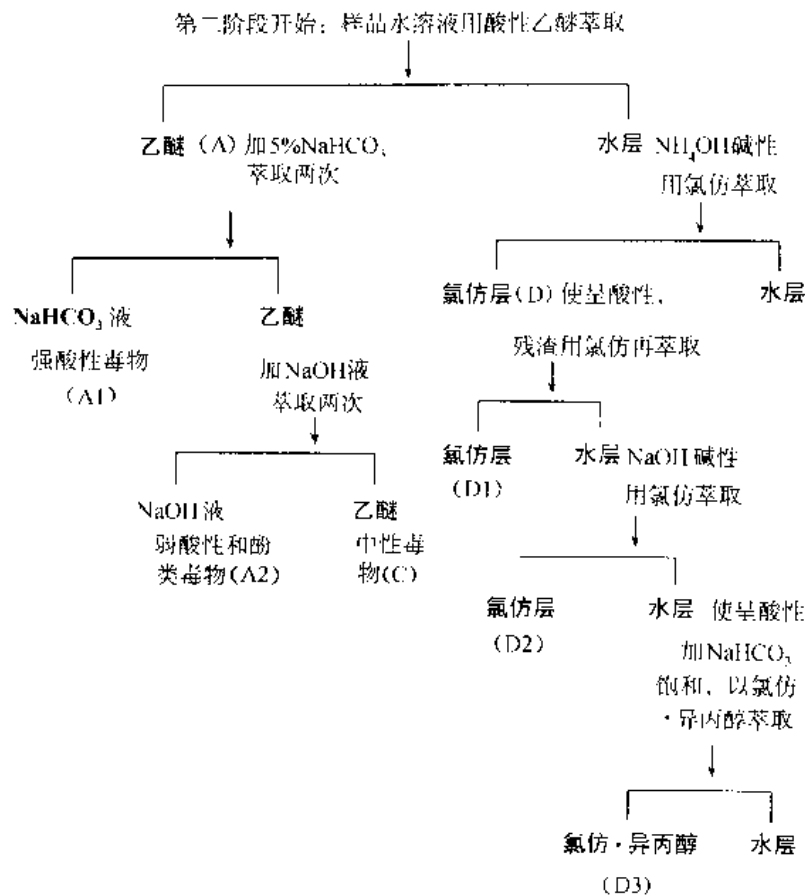 第二阶段开始：样品水溶液用酸性乙醚萃取
乙醚（A）加5%NaHCO₃
萃取两次
水层 NH₄OH碱性
用氯仿萃取
NaHCO₃液
强酸性毒物
（A1）
乙醚
加NaOH液
萃取两次
氯仿层(D)使呈酸性，
残渣用氯仿再萃取
水层
NaOH液
弱酸性和酚
类毒物(A2)
乙醚
中性毒
物(C)
氯仿层
（D1）
水层 NaOH碱性
用氯仿萃取
氯仿层
（D2）
水层 使呈酸性
加NaHCO₃
饱和，以氯仿
·异丙醇萃取
氯仿·异丙醇
（D3）
水层